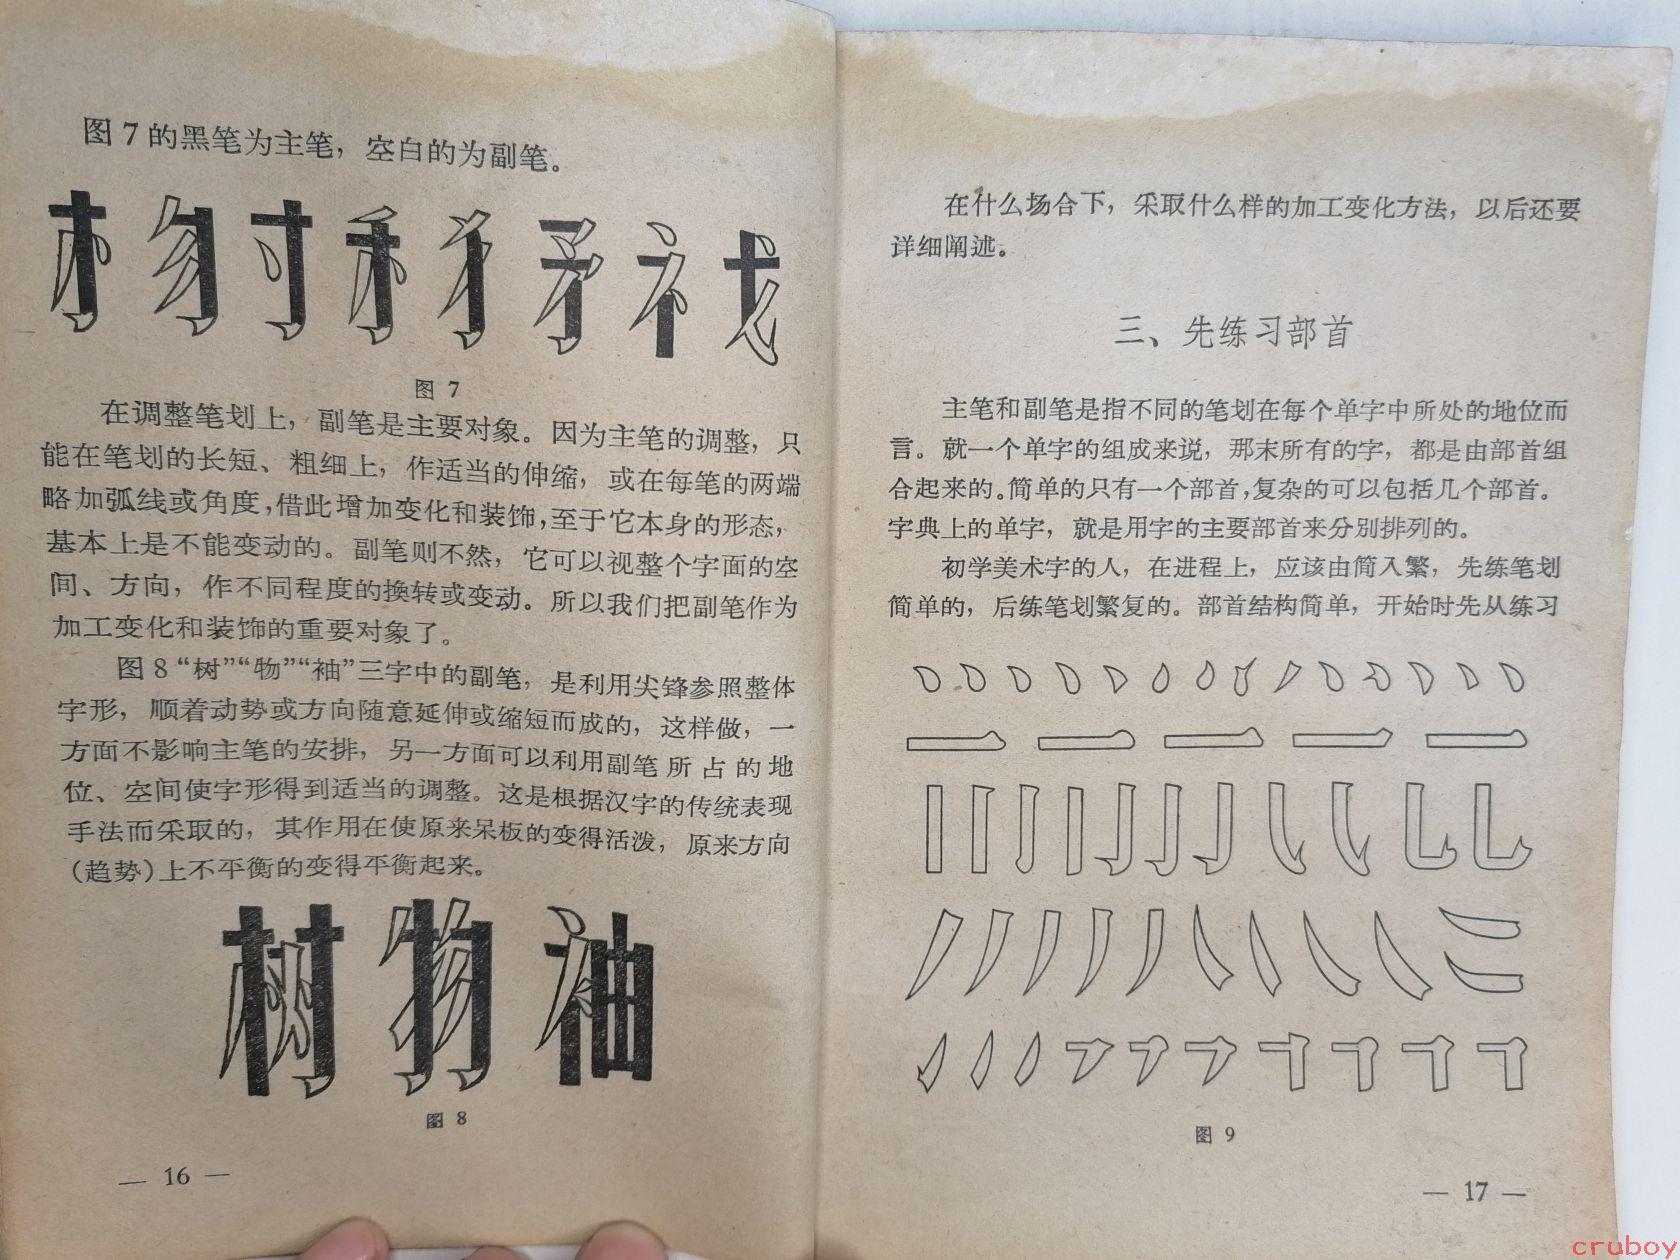 图7的黑笔为主笔，空白的为副笔。
图 7
在调整笔划上，副笔是主要对象。因为主笔的调整，只
能在笔划的长短、粗细上，作适当的伸缩，或在每笔的两端
略加弧线或角度，借此增加变化和装饰，至于它本身的形态，
基本上是不能变动的。副笔则不然，它可以视整个字面的空
间、方向，作不同程度的换转或变动。所以我们把副笔作为
加工变化和装饰的重要对象了。
图8“树”“物”“袖”三字中的副笔，是利用尖锋参照整体
字形，顺着动势或方向随意延伸或缩短而成的，这样做，一
方面不影响主笔的安排，另一方面可以利用副笔所占的地
位、空间使字形得到适当的调整。这是根据汉字的传统表现
手法而采取的，其作用在使原来呆板的变得活泼，原来方向
（趋势）上不平衡的变得平衡起来。
树 物 袖
图 8
— 16 —
在什么场合下，采取什么样的加工变化方法，以后还要
详细阐述。
三、先练习部首
主笔和副笔是指不同的笔划在每个单字中所处的地位而
言。就一个单字的组成来说，那末所有的字，都是由部首组
合起来的。简单的只有一个部首，复杂的可以包括几个部首。
字典上的单字，就是用字的主要部首来分别排列的。
初学美术字的人，在进程上，应该由简入繁，先练笔划
简单的，后练笔划繁复的。部首结构简单，开始时先从练习
图 9
— 17 —
cruboy